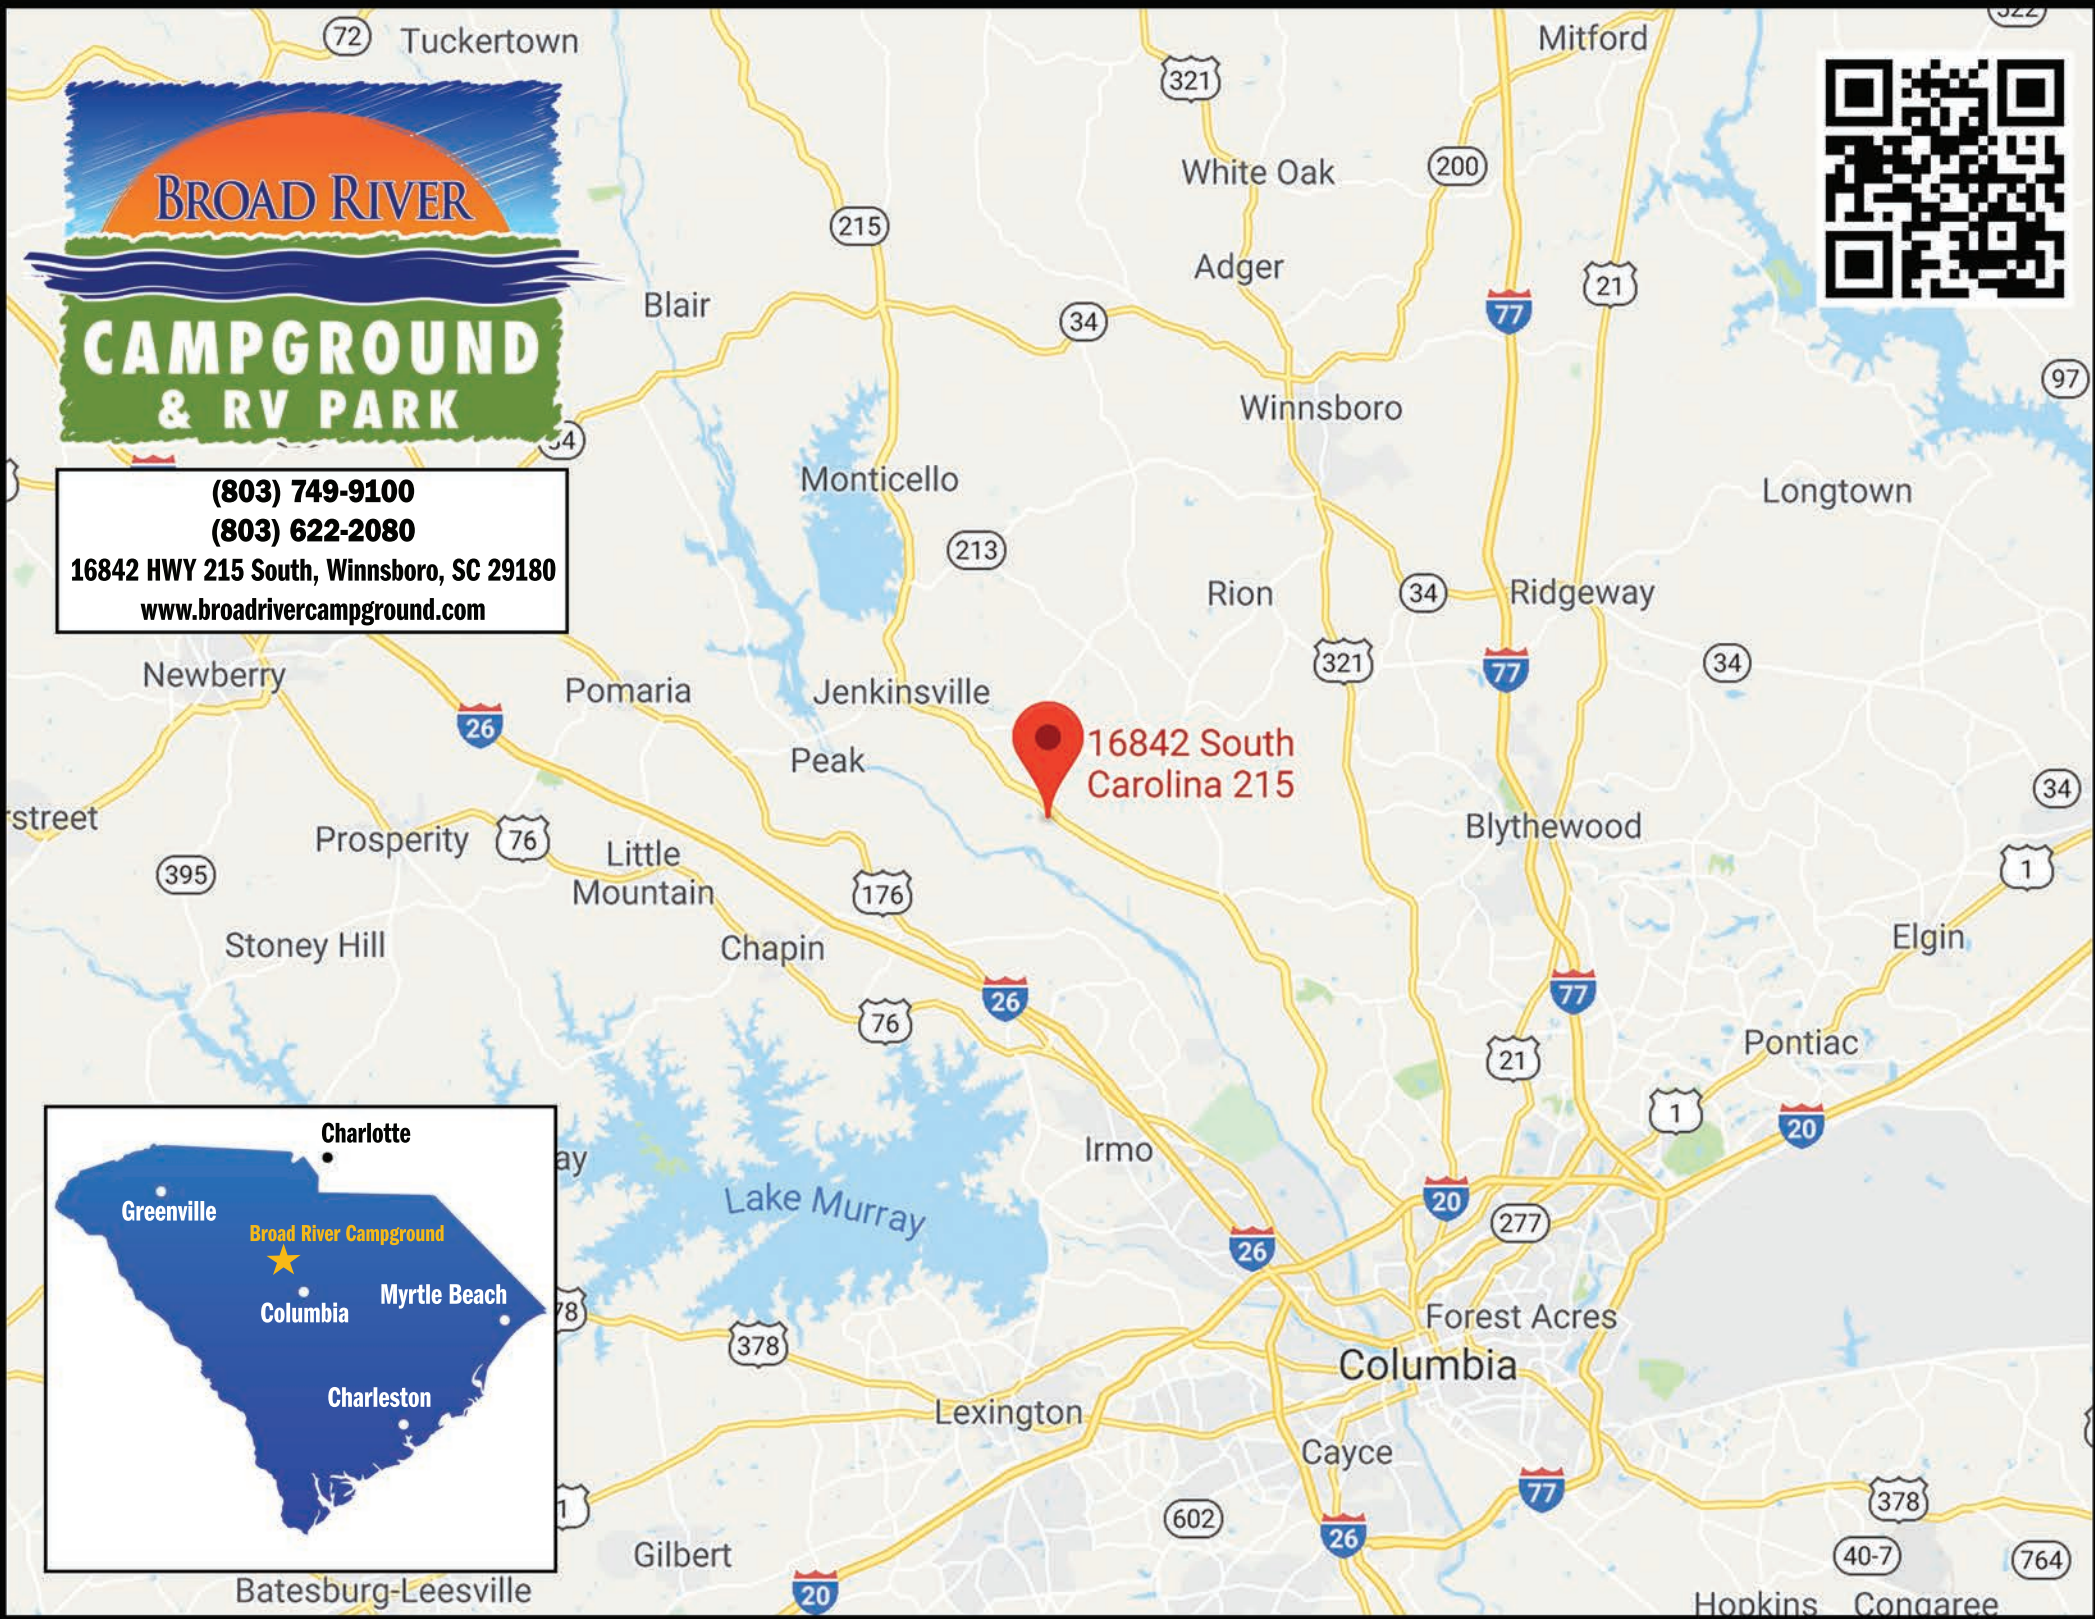 72
Tuckertown
BROAD RIVER
CAMPGROUND
& RV PARK
(803) 749-9100
(803) 622-2080
16842 HWY 215 South, Winnsboro, SC 29180
www.broadrivercampground.com
321
Mitford
White Oak
200
215
Adger
21
77
Blair
34
97
Winnsboro
Monticello
Longtown
213
Rion
34
Ridgeway
321
77
34
Newberry
Pomaria
Jenkinsville
26
16842 South
Carolina 215
Peak
34
rstreet
Prosperity
76
Little
Mountain
Blythewood
395
176
1
Stoney Hill
Chapin
Elgin
26
77
76
21
Pontiac
1
20
Irmo
ay
Lake Murray
20
277
26
Charlotte
Greenville
Broad River Campground
Columbia
Myrtle Beach
Charleston
78
378
Forest Acres
Columbia
Lexington
Cayce
77
378
1
602
26
Gilbert
40-7
764
20
Batesburg-Leesville
Hopkins
Congaree